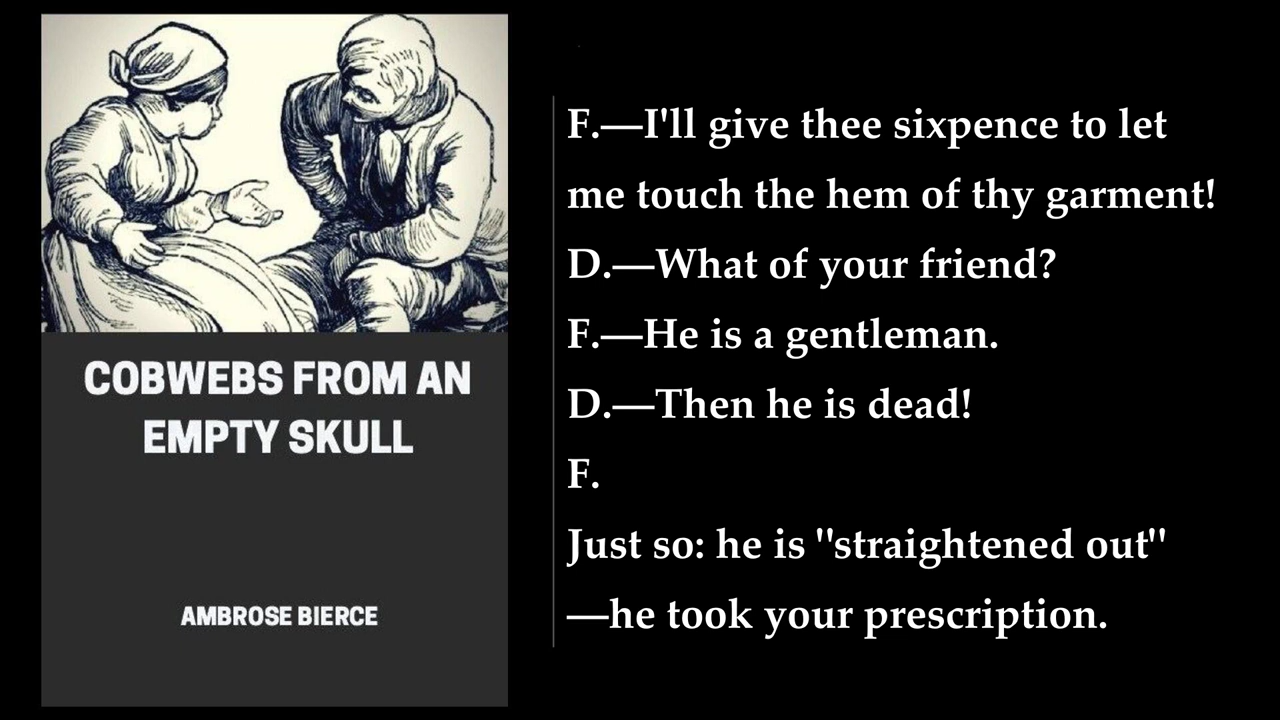 COBWEBS FROM AN
EMPTY SKULL
AMBROSE BIERCE
F.—I'll give thee sixpence to let
me touch the hem of thy garment!
D.—What of your friend?
F.—He is a gentleman.
D.—Then he is dead!
F.
Just so: he is "straightened out"
—he took your prescription.